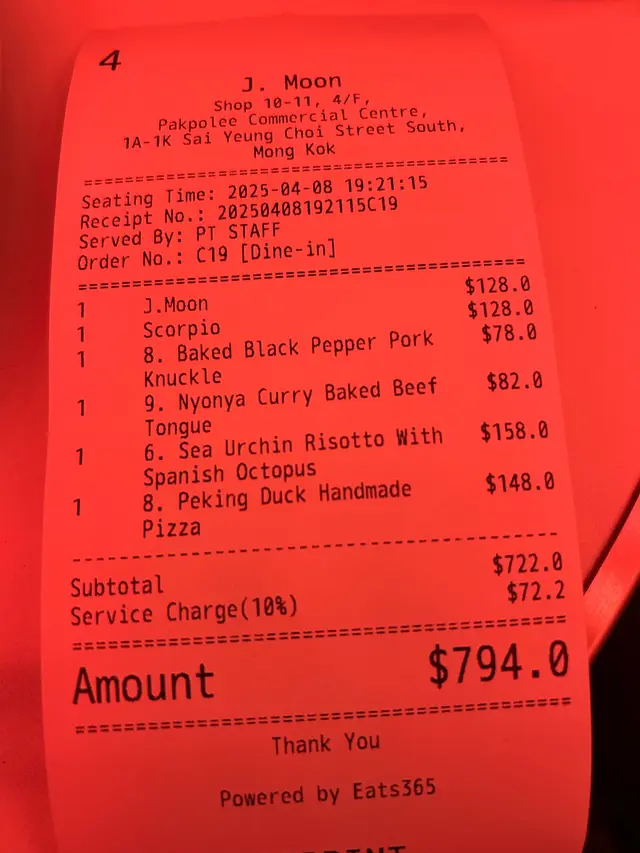 4
J. Moon
Shop 10-11, 4/F,
Pakpolee Commercial Centre,
1A-1K Sai Yeung Choi Street South,
Mong Kok
Seating Time: 2025-04-08 19:21:15
Receipt No.: 20250408192115C19
Served By: PT STAFF
Order No.: C19 [Dine-in]
1 J.Moon $128.0
1 Scorpio $128.0
1 8. Baked Black Pepper Pork $78.0
Knuckle
1 9. Nyonya Curry Baked Beef $82.0
Tongue
1 6. Sea Urchin Risotto With $158.0
Spanish Octopus
1 8. Peking Duck Handmade $148.0
Pizza
Subtotal $722.0
Service Charge(10%) $72.2
Amount $794.0
Thank You
Powered by Eats365